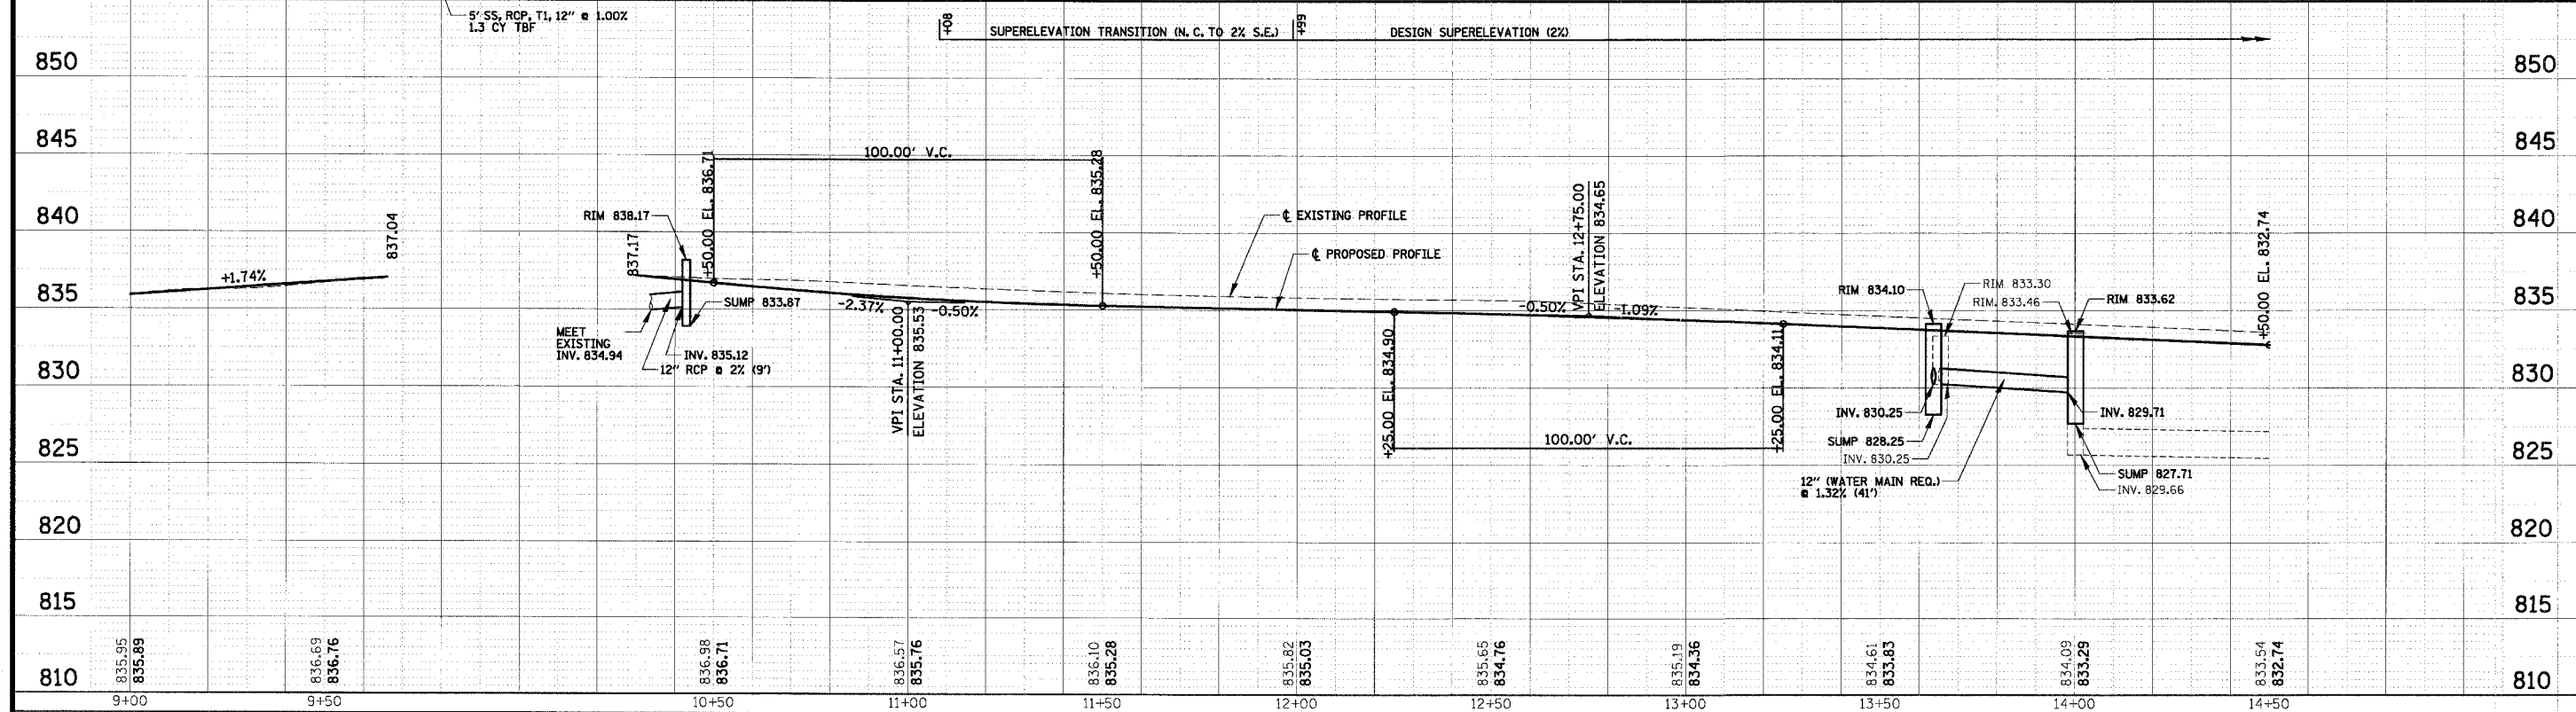 5' SS, RCP, T1, 12" @ 1.00%
1.3 CY TBF
+08
SUPERELEVATION TRANSITION (N.C. TO 2% S.E.)
+99
DESIGN SUPERELEVATION (2%)
850
850
845
845
840
840
835
835
830
830
825
825
820
820
815
815
810
810
+1.74%
837.04
837.17
RIM 838.17
+50.00 EL. 836.71
100.00' V.C.
+50.00 EL. 835.28
SUMP 833.87
MEET
EXISTING
INV. 834.94
INV. 835.12
12" RCP @ 2% (9')
-2.37%
-0.50%
VPI STA. 11+00.00
ELEVATION 835.53
℄ EXISTING PROFILE
℄ PROPOSED PROFILE
+25.00 EL. 834.90
100.00' V.C.
-0.50%
VPI STA. 12+75.00
ELEVATION 834.65
-1.09%
+25.00 EL. 834.11
RIM 834.10
RIM 833.30
RIM 833.46
RIM 833.62
+50.00 EL. 832.74
INV. 830.25
SUMP 828.25
INV. 830.25
12" (WATER MAIN REQ.)
@ 1.32% (41')
INV. 829.71
SUMP 827.71
INV. 829.66
835.95
835.89
836.69
836.76
836.98
836.71
836.57
835.76
836.10
835.28
835.82
835.03
835.65
834.76
835.19
834.36
834.61
833.83
834.09
833.29
833.54
832.74
9+00
9+50
10+50
11+00
11+50
12+00
12+50
13+00
13+50
14+00
14+50